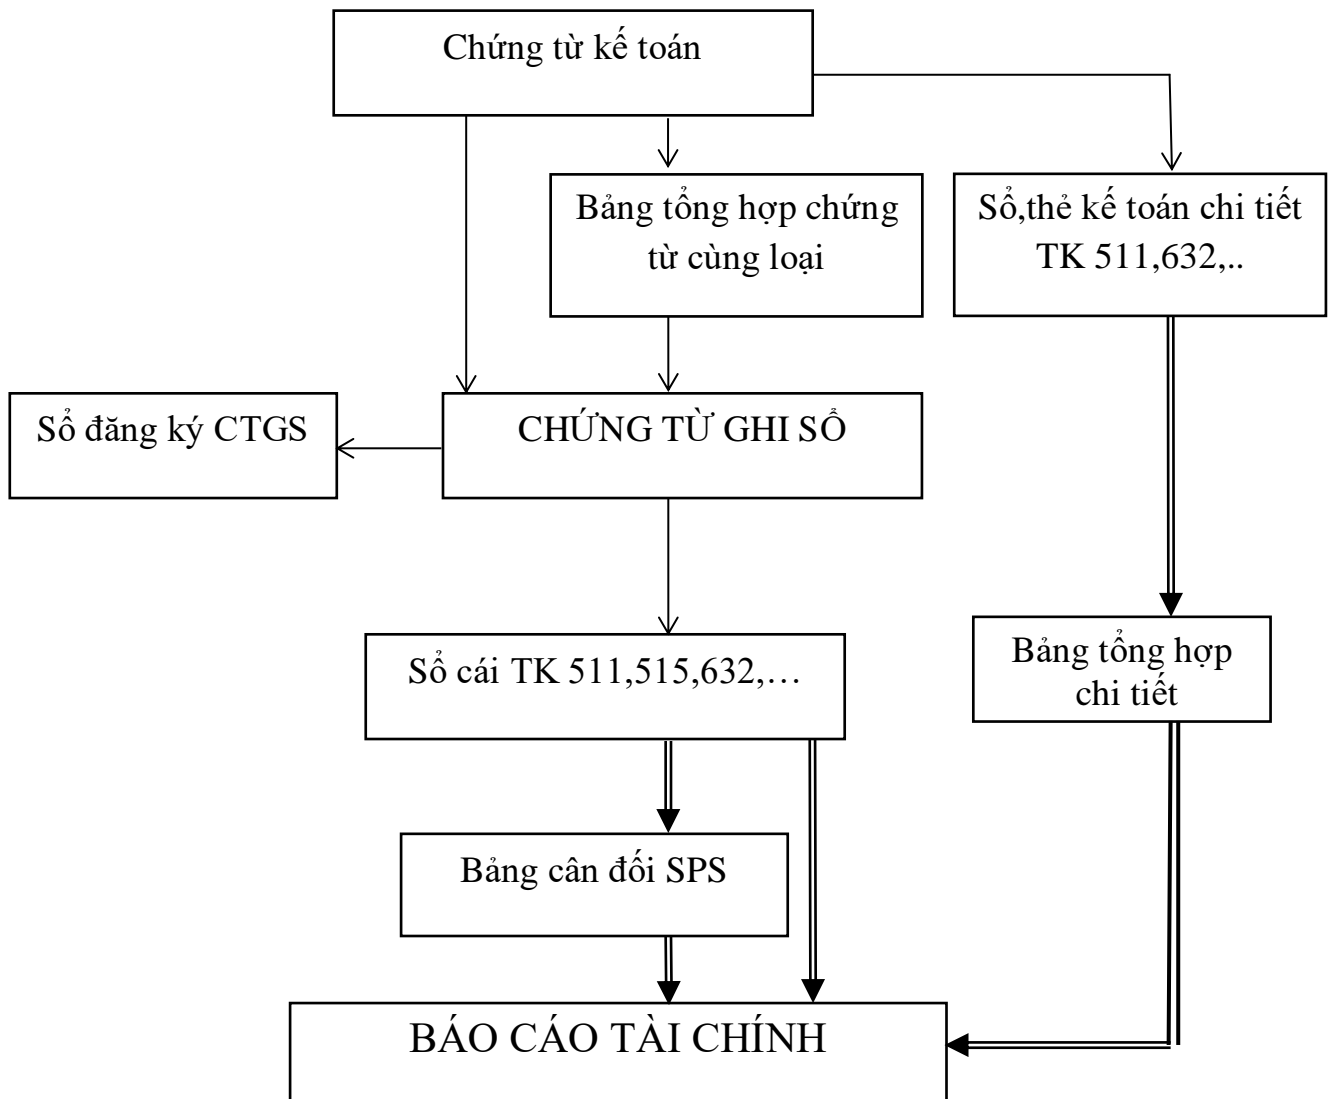 Chứng từ kế toán
Bảng tổng hợp chứng
từ cùng loại
Sổ,thẻ kế toán chi tiết
TK 511,632,..
Sổ đăng ký CTGS
CHỨNG TỪ GHI SỔ
Sổ cái TK 511,515,632,…
Bảng tổng hợp
chi tiết
Bảng cân đối SPS
BÁO CÁO TÀI CHÍNH